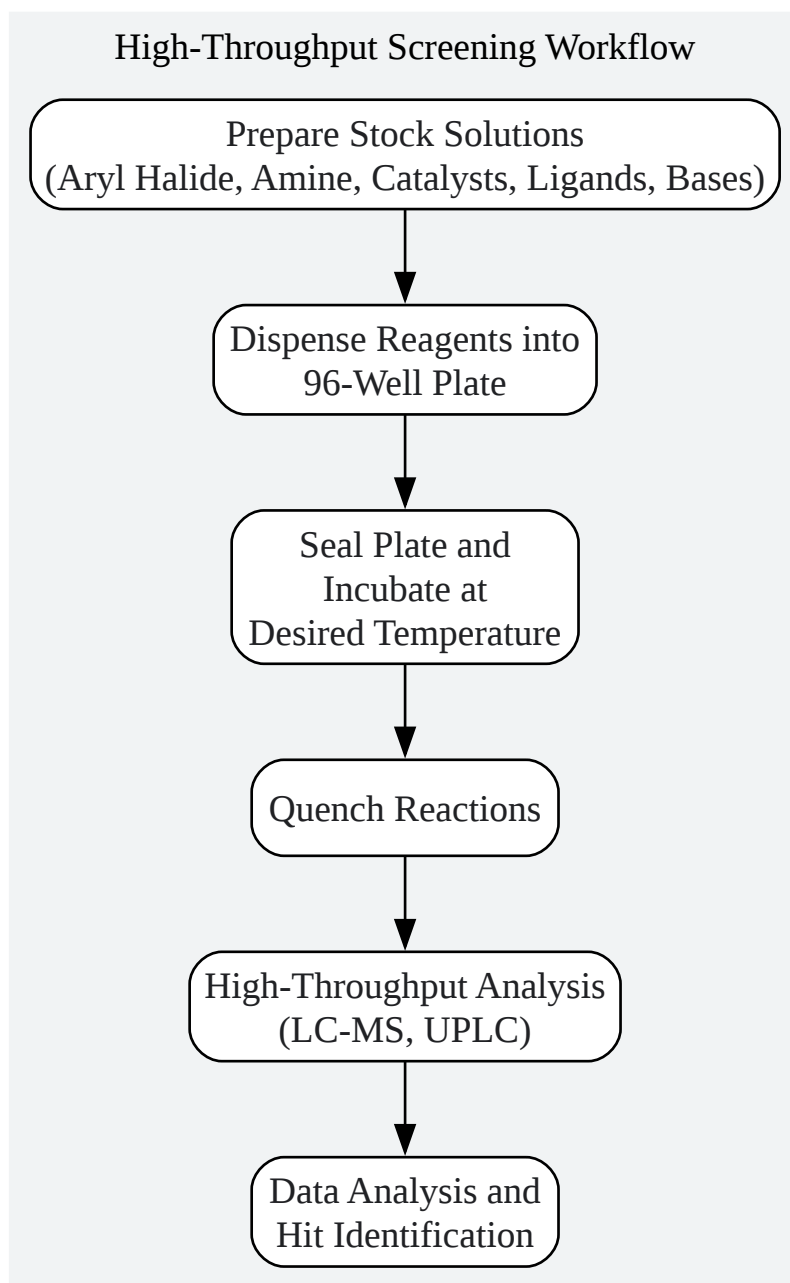 High-Throughput Screening Workflow
Prepare Stock Solutions
(Aryl Halide, Amine, Catalysts, Ligands, Bases)
Dispense Reagents into
96-Well Plate
Seal Plate and
Incubate at
Desired Temperature
Quench Reactions
High-Throughput Analysis
(LC-MS, UPLC)
Data Analysis and
Hit Identification